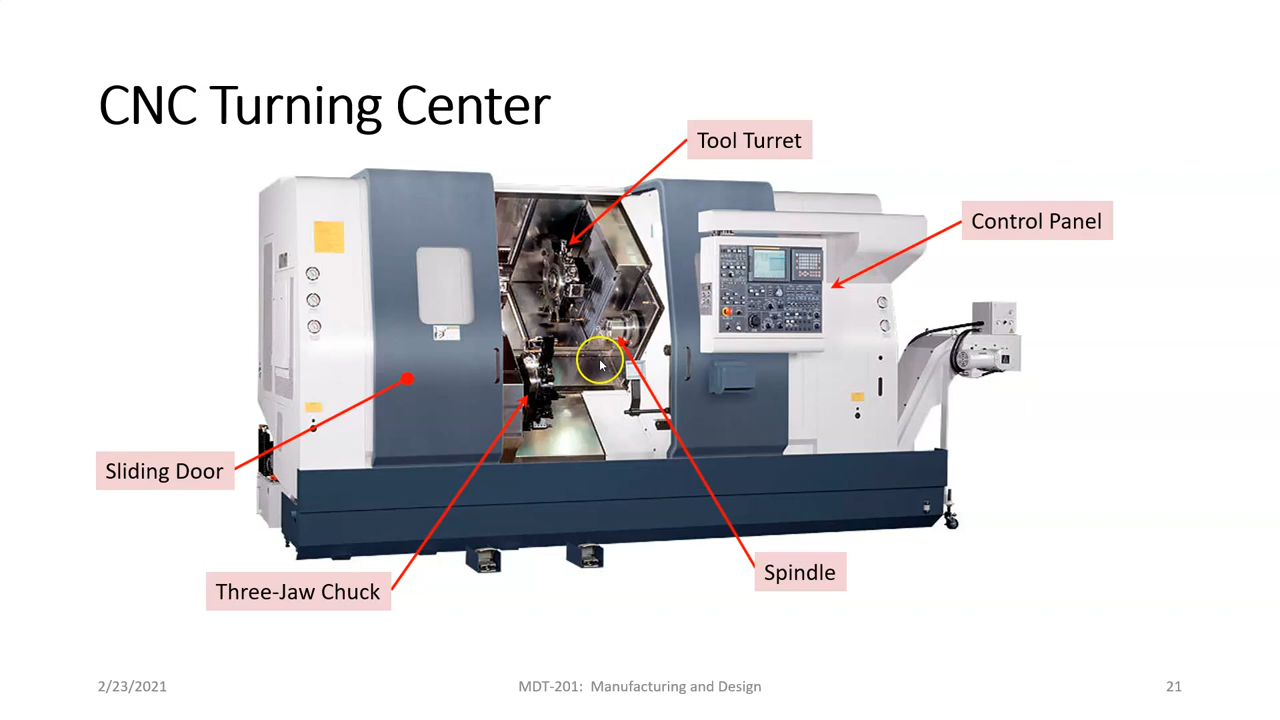 CNC Turning Center
Tool Turret
Control Panel
Sliding Door
Three-Jaw Chuck
Spindle
2/23/2021
MDT-201: Manufacturing and Design
21